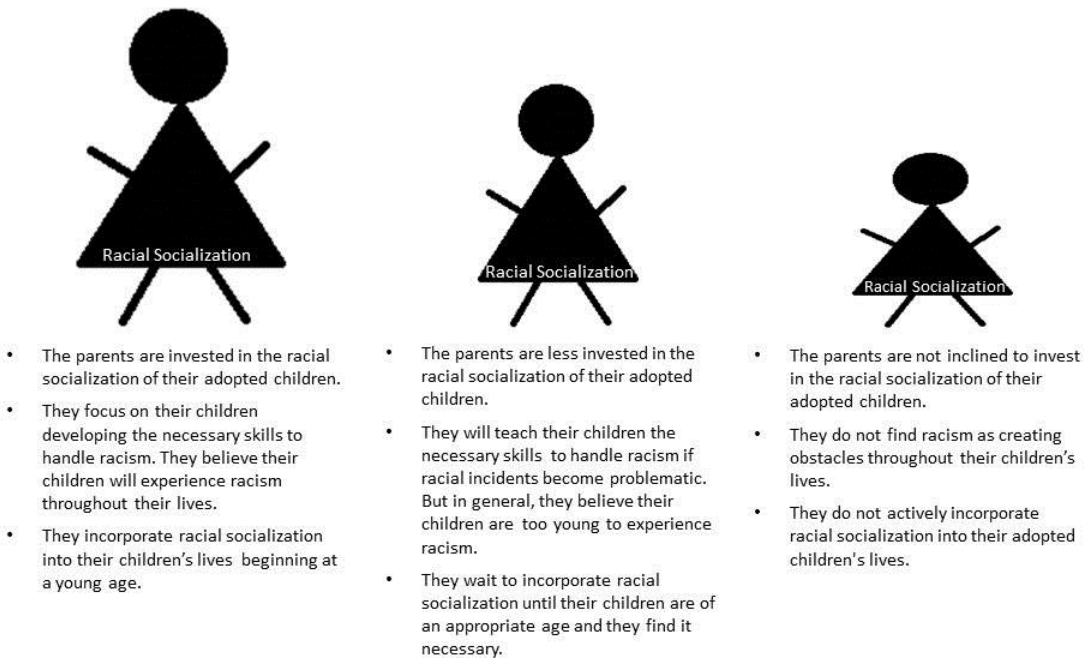 Racial Socialization
Racial Socialization
Racial Socialization
• The parents are invested in the racial
socialization of their adopted children.
• They focus on their children
developing the necessary skills to
handle racism. They believe their
children will experience racism
throughout their lives.
• They incorporate racial socialization
into their children’s lives beginning at
a young age.
• The parents are less invested in the
racial socialization of their adopted
children.
• They will teach their children the
necessary skills to handle racism if
racial incidents become problematic.
But in general, they believe their
children are too young to experience
racism.
• They wait to incorporate racial
socialization until their children are of
an appropriate age and they find it
necessary.
• The parents are not inclined to invest
in the racial socialization of their
adopted children.
• They do not find racism as creating
obstacles throughout their children’s
lives.
• They do not actively incorporate
racial socialization into their adopted
children's lives.